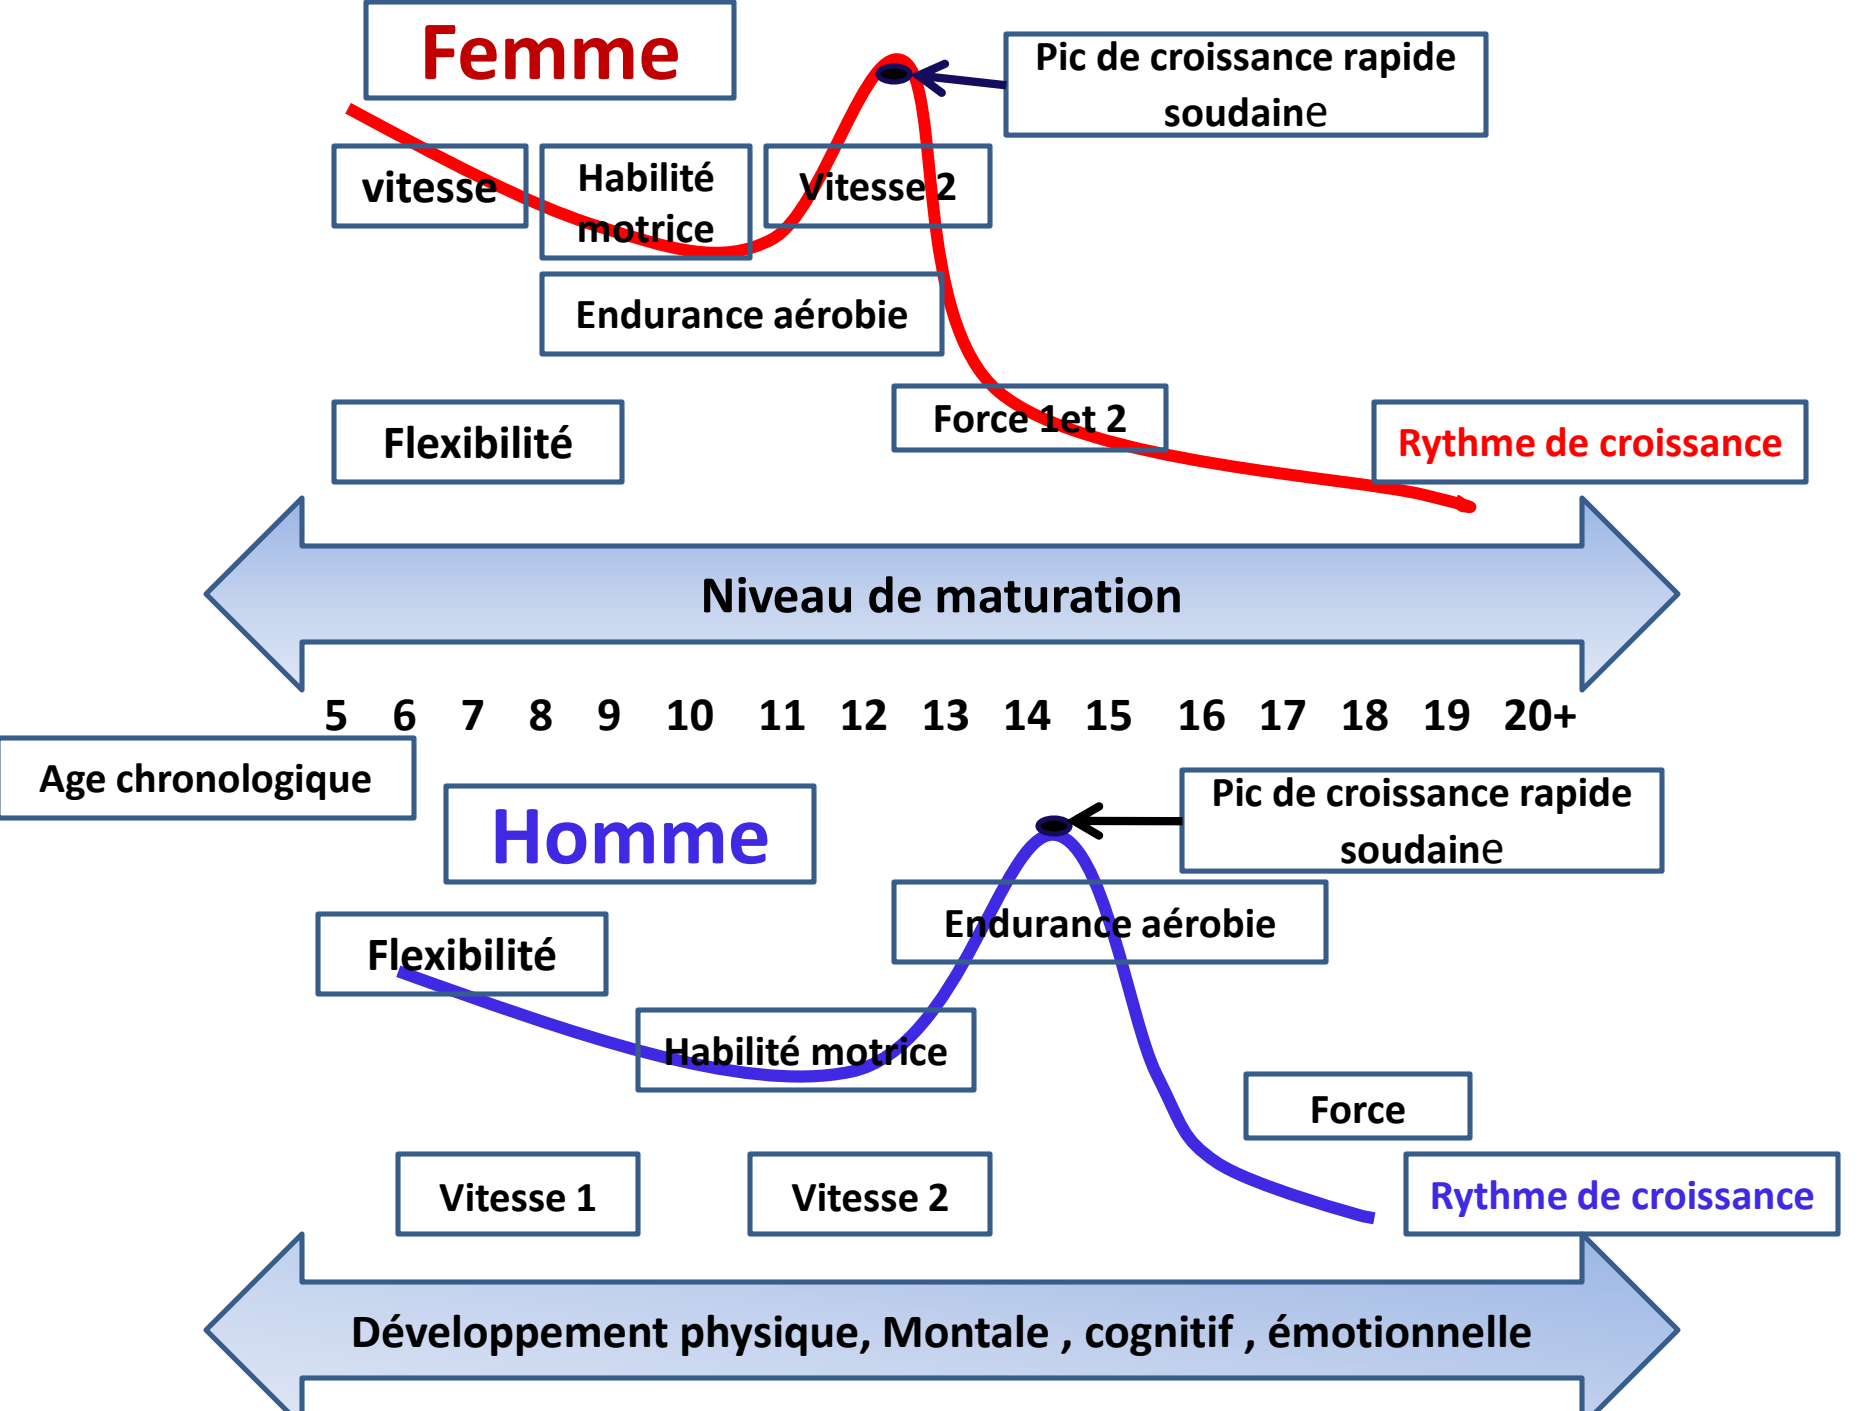 Femme
Pic de croissance rapide
soudaine
vitesse
Habilité
motrice
Vitesse 2
Endurance aérobie
Force 1et 2
Flexibilité
Rythme de croissance
Niveau de maturation
5 6 7 8 9 10 11 12 13 14 15 16 17 18 19 20+
Age chronologique
Homme
Pic de croissance rapide
soudaine
Endurance aérobie
Flexibilité
Habilité motrice
Force
Vitesse 1
Vitesse 2
Rythme de croissance
Développement physique, Montale , cognitif , émotionnelle